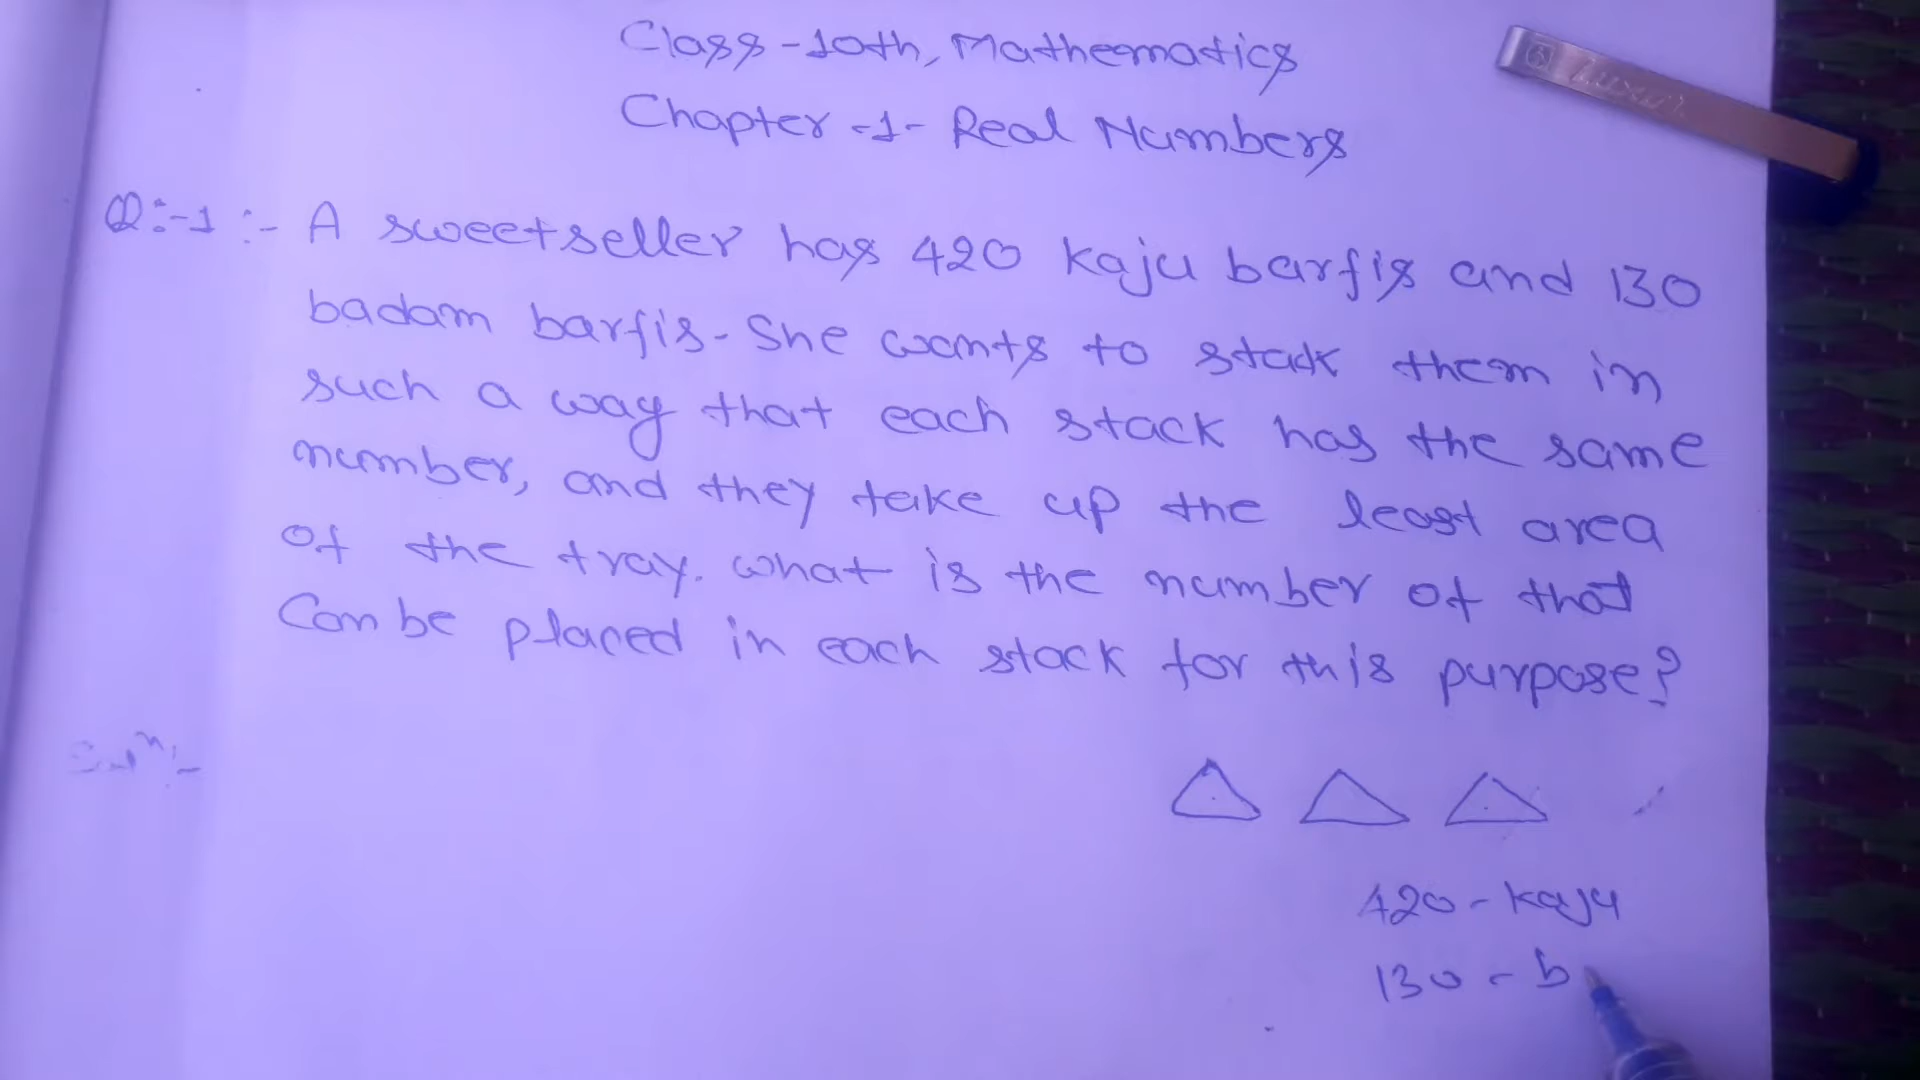 Class-10th, Mathematics
Chapter-1- Real Numbers
Q:-1:- A sweetseller has 420 kaju barfis and 130
badam barfis. She wants to stack them in
such a way that each stack has the same
number, and they take up the least area
of the tray. what is the number of that
Can be placed in each stack for this purpose?
Solⁿ:-
420 - kaju
130 - b
Luxor